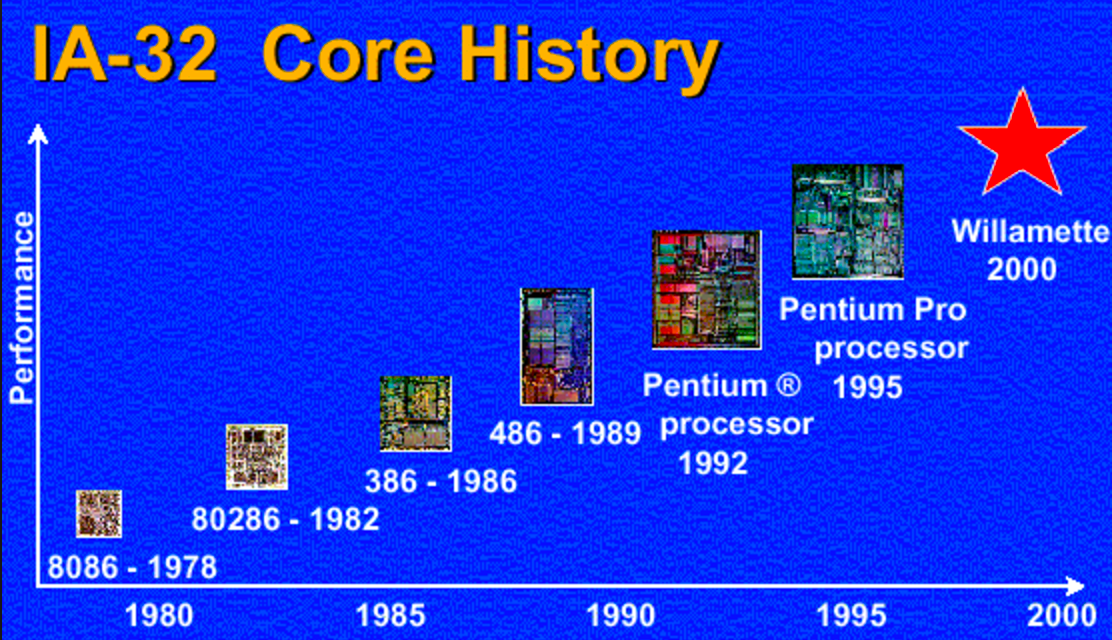 IA-32 Core History
Performance
Willamette
2000
Pentium Pro
processor
1995
Pentium ®
processor
1992
486 - 1989
386 - 1986
80286 - 1982
8086 - 1978
1980 1985 1990 1995 2000